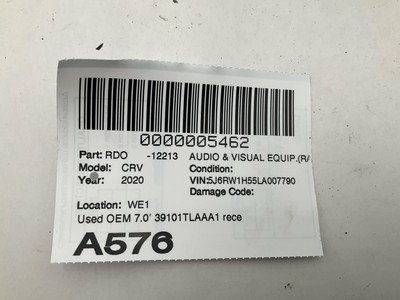 0000005462
Part: RDO -12213 AUDIO & VISUAL EQUIP.(RA
Model: CRV Condition:
Year: 2020 VIN:5J6RW1H55LA007790
Damage Code:
Location: WE1
Used OEM 7.0' 39101TLAAA1 rece
A576